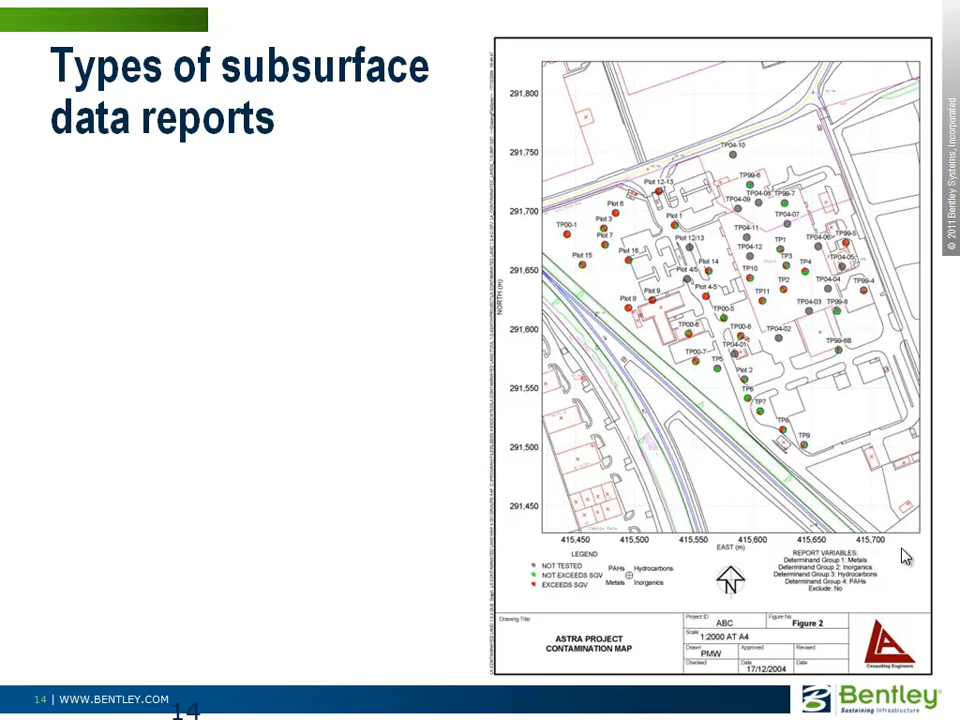 Types of subsurface
data reports
© 2011 Bentley Systems, Incorporated
291,800
291,750
291,700
291,650
291,600
291,550
291,500
291,450
NORTH (m)
TP04-10
TP99-6
Plot 12-13
TP04-08
TP99-7
TP04-09
Plot 6
Plot 3
Plot 1
TP04-07
TP00-1
Plot 7
TP04-11
TP04-06
TP99-5
Plot 12/13
TP04-12
TP1
Plot 16
Plot 15
Plot 14
TP3
TP4
TP04-05
Plot 4/5
TP10
TP04-04
TP99-4
Plot 9
Plot 4-5
TP2
Plot 8
TP11
TP04-03
TP99-8
TP00-5
TP00-6
TP00-8
TP04-02
TP04-01
TP99-6B
TP00-7
TP5
Plot 2
TP6
TP7
TP8
TP9
415,450 415,500 415,550 415,600 415,650 415,700
EAST (m)
LEGEND
NOT TESTED
NOT EXCEEDS SGV
EXCEEDS SGV
PAHs Hydrocarbons
Metals Inorganics
N
REPORT VARIABLES:
Determinand Group 1: Metals
Determinand Group 2: Inorganics
Determinand Group 3: Hydrocarbons
Determinand Group 4: PAHs
Exclude: No
Drawing Title
ASTRA PROJECT
CONTAMINATION MAP
Project ID
ABC
Figure No.
Figure 2
Scale
1:2000 AT A4
Drawn
PMW
Approved
Revised
Checked
Date
17/12/2004
Date
Consulting Engineers
14 | WWW.BENTLEY.COM
14
Bentley
Sustaining Infrastructure